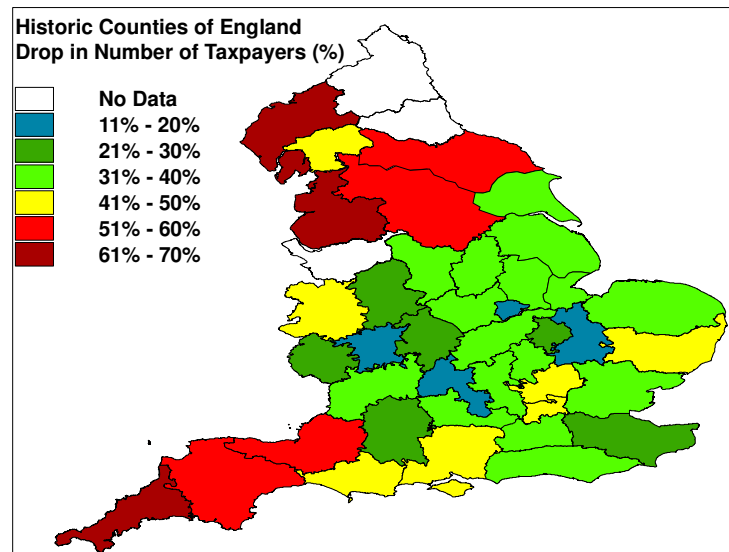 Historic Counties of England
Drop in Number of Taxpayers (%)
No Data
11% - 20%
21% - 30%
31% - 40%
41% - 50%
51% - 60%
61% - 70%